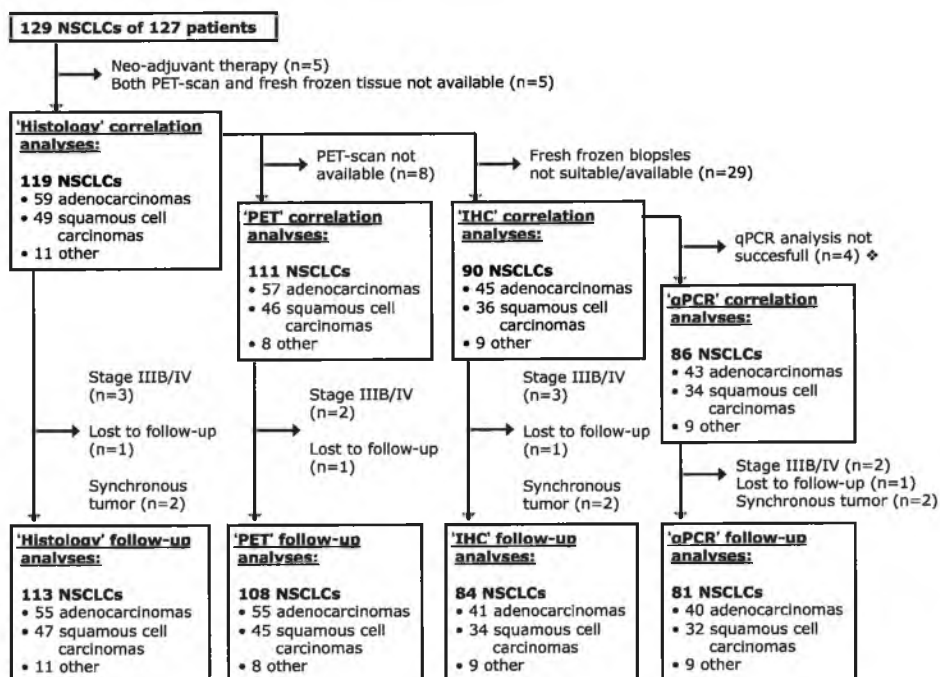 129 NSCLCs of 127 patients
Neo-adjuvant therapy (n=5)
Both PET-scan and fresh frozen tissue not available (n=5)
'Histology' correlation
analyses:
119 NSCLCs
• 59 adenocarcinomas
• 49 squamous cell
carcinomas
• 11 other
PET-scan not
available (n=8)
'PET' correlation
analyses:
111 NSCLCs
• 57 adenocarcinomas
• 46 squamous cell
carcinomas
• 8 other
Fresh frozen biopsies
not suitable/available (n=29)
'IHC' correlation
analyses:
90 NSCLCs
• 45 adenocarcinomas
• 36 squamous cell
carcinomas
• 9 other
qPCR analysis not
succesfull (n=4) ❖
'qPCR' correlation
analyses:
86 NSCLCs
• 43 adenocarcinomas
• 34 squamous cell
carcinomas
• 9 other
Stage IIIB/IV
(n=3)
Lost to follow-up
(n=1)
Synchronous
tumor (n=2)
Stage IIIB/IV
(n=2)
Lost to follow-up
(n=1)
Stage IIIB/IV
(n=3)
Lost to follow-up
(n=1)
Synchronous
tumor (n=2)
Stage IIIB/IV (n=2)
Lost to follow-up (n=1)
Synchronous tumor (n=2)
'Histology' follow-up
analyses:
113 NSCLCs
• 55 adenocarcinomas
• 47 squamous cell
carcinomas
• 11 other
'PET' follow-up
analyses:
108 NSCLCs
• 55 adenocarcinomas
• 45 squamous cell
carcinomas
• 8 other
'IHC' follow-up
analyses:
84 NSCLCs
• 41 adenocarcinomas
• 34 squamous cell
carcinomas
• 9 other
'qPCR' follow-up
analyses:
81 NSCLCs
• 40 adenocarcinomas
• 32 squamous cell
carcinomas
• 9 other